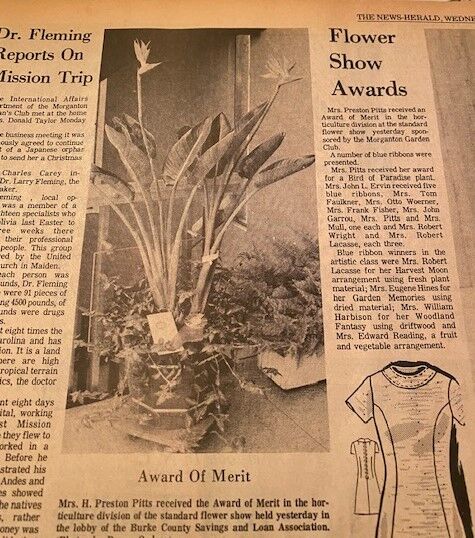 THE NEWS-HERALD, WEDNE
Dr. Fleming
Reports On
Mission Trip
e International Affairs
artment of the Morganton
an's Club met at the home
s. Donald Taylor Monday
e business meeting it was
ously agreed to continue
t of a Japanese orphan
to send her a Christmas
Charles Carey in-
Dr. Larry Fleming, the
aker.
eming , local op-
was a member of a
hteen specialists who
olivia last Easter to
ree weeks there
their professional
people. This group
red by the United
urch in Maiden.
each person was
unds, Dr. Fleming
were 91 pieces of
ng 4500 pounds, of
unds were drugs
s.
t eight times the
arolina and has
ion. It is a land
here are high
ropical terrain
ics, the doctor
nt eight days
ital, working
st Mission
they flew to
orked in a
Before he
strated his
Andes and
es showed
he natives
s, rather
oney was
Award Of Merit
Mrs. H. Preston Pitts received the Award of Merit in the hor-
ticulture division of the standard flower show held yesterday in
the lobby of the Burke County Savings and Loan Association.
Flower
Show
Awards
Mrs. Preston Pitts received an
Award of Merit in the hor-
ticulture division at the standard
flower show yesterday spon-
sored by the Morganton Garden
Club.
A number of blue ribbons were
presented.
Mrs. Pitts received her award
for a Bird of Paradise plant.
Mrs. John L. Ervin received five
blue ribbons, Mrs. Tom
Faulkner, Mrs. Otto Woerner,
Mrs. Frank Fisher, Mrs. John
Garrou, Mrs. Pitts and Mrs.
Mull, one each and Mrs. Robert
Wright and Mrs. Robert
Lacasse, each three.
Blue ribbon winners in the
artistic class were Mrs. Robert
Lacasse for her Harvest Moon
arrangement using fresh plant
material; Mrs. Eugene Hines for
her Garden Memories using
dried material; Mrs. William
Harbison for her Woodland
Fantasy using driftwood and
Mrs. Edward Reading, a fruit
and vegetable arrangement.